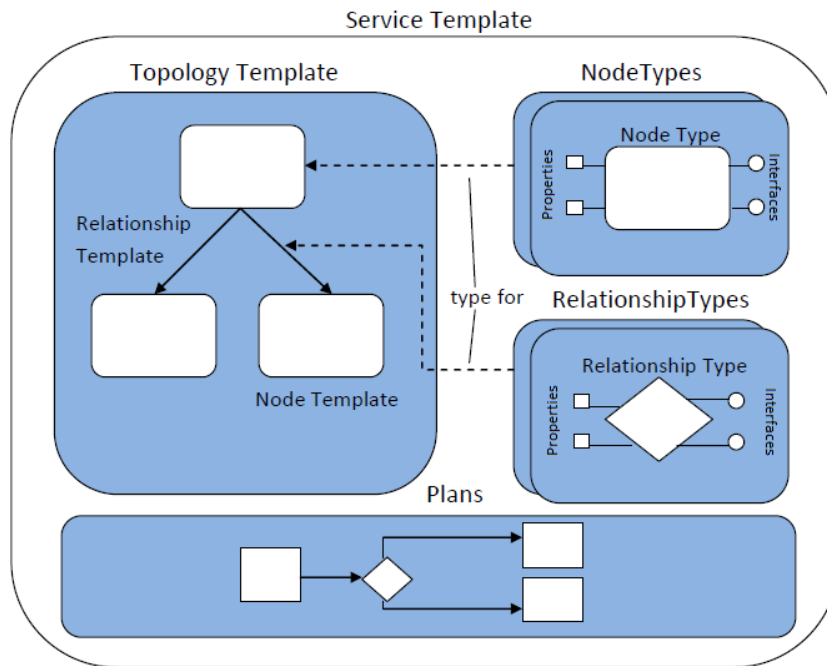 Service Template
Topology Template
NodeTypes
Node Type
Properties
Interfaces
Relationship
Template
type for
RelationshipTypes
Relationship Type
Properties
Interfaces
Node Template
Plans